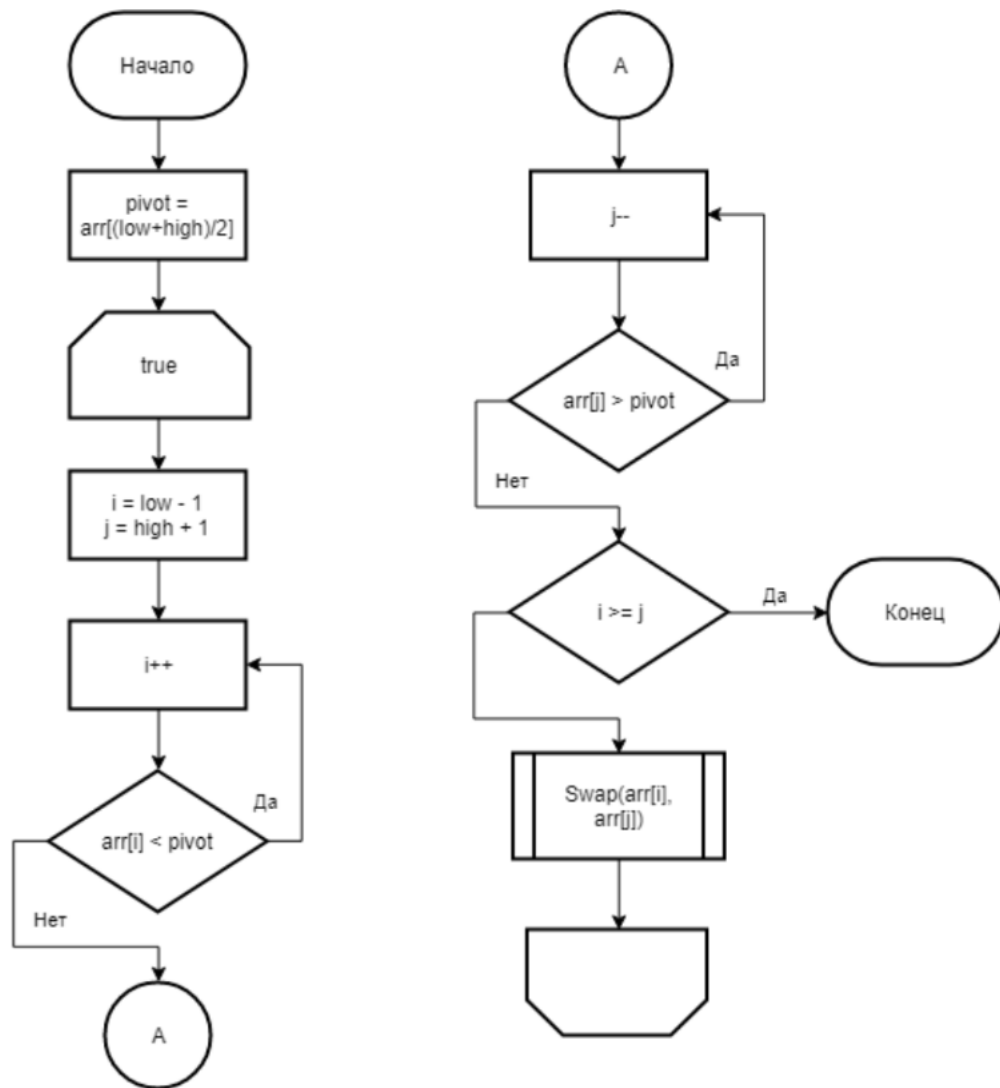 Начало
pivot =
arr[(low+high)/2]
true
i = low - 1
j = high + 1
i++
Да
arr[i] < pivot
Нет
A
A
j--
Да
arr[j] > pivot
Нет
i >= j
Да
Конец
Swap(arr[i],
arr[j])